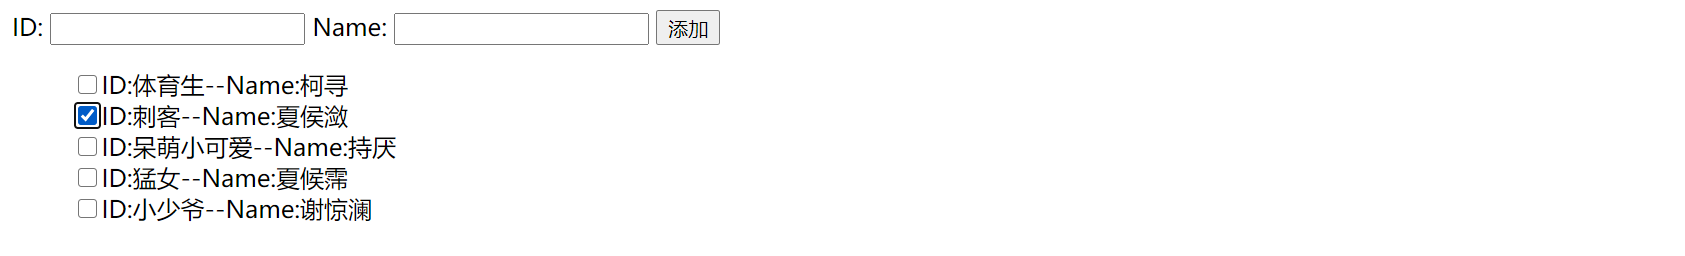 ID: Name: 添加
ID:体育生--Name:柯寻
ID:刺客--Name:夏侯潋
ID:呆萌小可爱--Name:持厌
ID:猛女--Name:夏候霈
ID:小少爷--Name:谢惊澜